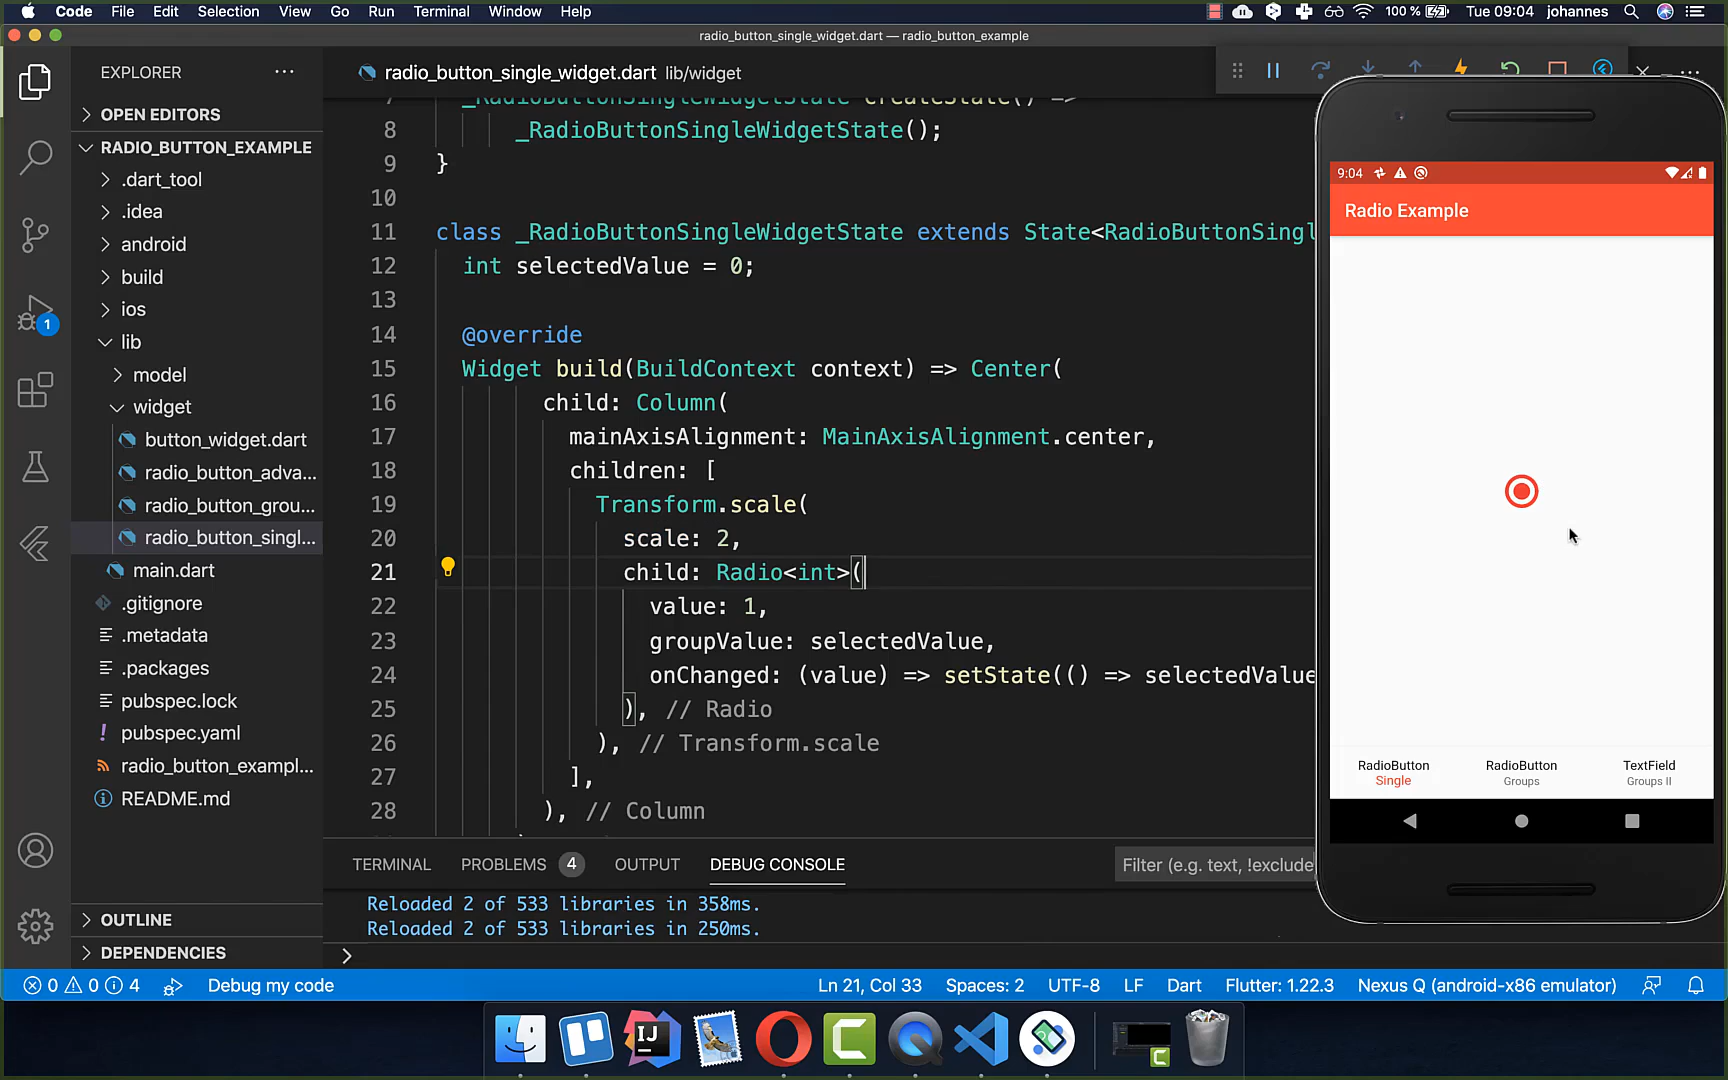 Code File Edit Selection View Go Run Terminal Window Help 100 % Tue 09:04 johannes
radio_button_single_widget.dart — radio_button_example
EXPLORER
OPEN EDITORS
RADIO_BUTTON_EXAMPLE
.dart_tool
.idea
android
build
ios
lib
model
widget
button_widget.dart
radio_button_adva...
radio_button_grou...
radio_button_singl...
main.dart
.gitignore
.metadata
.packages
pubspec.lock
pubspec.yaml
radio_button_exampl...
README.md
OUTLINE
DEPENDENCIES
1
radio_button_single_widget.dart lib/widget
7 _RadioButtonSingleWidgetState createState() =>
8 _RadioButtonSingleWidgetState();
9 }
10
11 class _RadioButtonSingleWidgetState extends State<RadioButtonSingl
12 int selectedValue = 0;
13
14 @override
15 Widget build(BuildContext context) => Center(
16 child: Column(
17 mainAxisAlignment: MainAxisAlignment.center,
18 children: [
19 Transform.scale(
20 scale: 2,
21 child: Radio<int>(
22 value: 1,
23 groupValue: selectedValue,
24 onChanged: (value) => setState(() => selectedValue
25 ), // Radio
26 ), // Transform.scale
27 ],
28 ), // Column
TERMINAL PROBLEMS 4 OUTPUT DEBUG CONSOLE Filter (e.g. text, !exclude
Reloaded 2 of 533 libraries in 358ms.
Reloaded 2 of 533 libraries in 250ms.
9:04
Radio Example
RadioButton
Single
RadioButton
Groups
TextField
Groups II
0 0 4 Debug my code Ln 21, Col 33 Spaces: 2 UTF-8 LF Dart Flutter: 1.22.3 Nexus Q (android-x86 emulator)
IJ